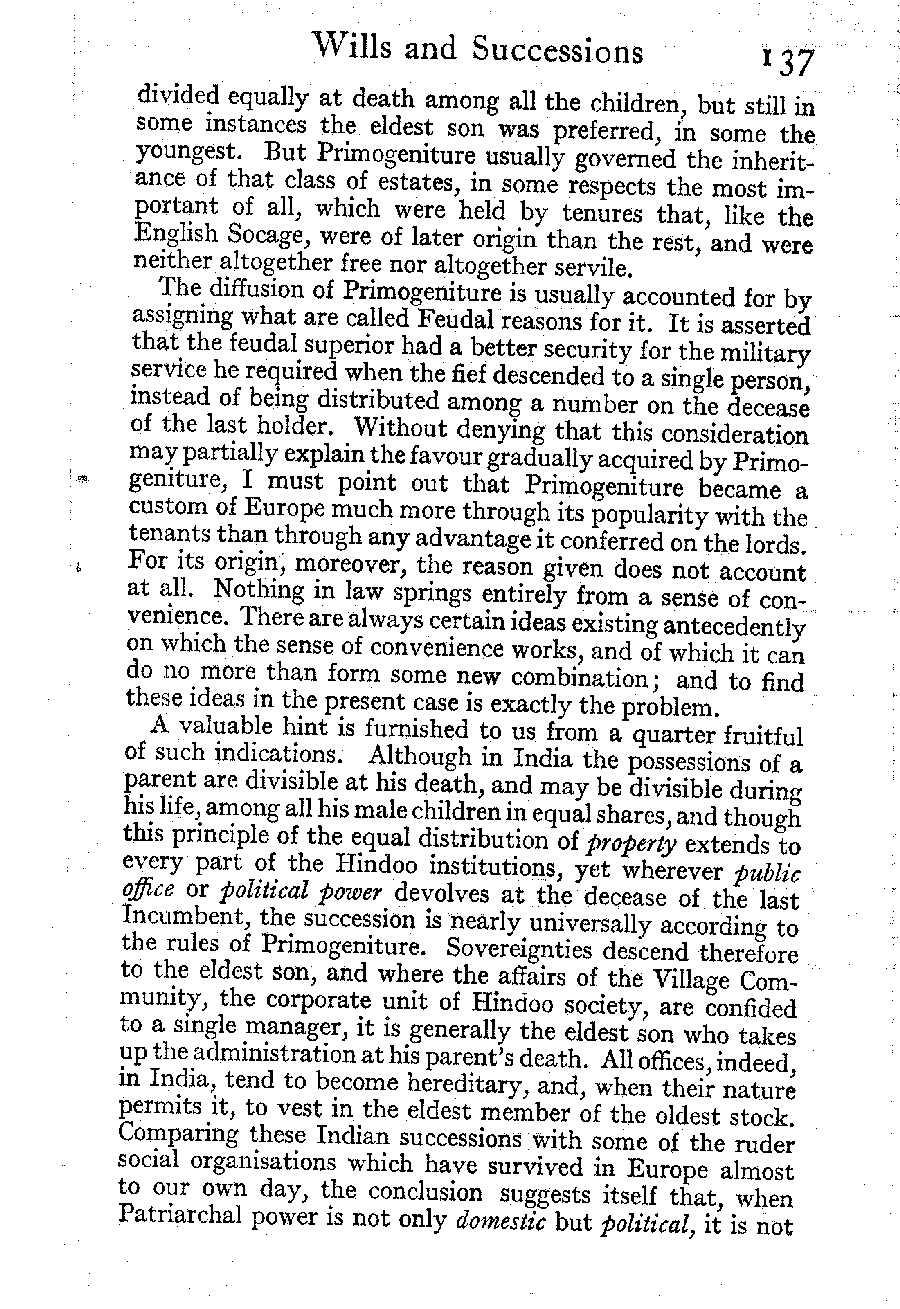 Wills and Successions 137
divided equally at death among all the children, but still in
some instances the eldest son was preferred, in some the
youngest. But Primogeniture usually governed the inherit-
ance of that class of estates, in some respects the most im-
portant of all, which were held by tenures that, like the
English Socage, were of later origin than the rest, and were
neither altogether free nor altogether servile.
The diffusion of Primogeniture is usually accounted for by
assigning what are called Feudal reasons for it. It is asserted
that the feudal superior had a better security for the military
service he required when the fief descended to a single person,
instead of being distributed among a number on the decease
of the last holder. Without denying that this consideration
may partially explain the favour gradually acquired by Primo-
geniture, I must point out that Primogeniture became a
custom of Europe much more through its popularity with the
tenants than through any advantage it conferred on the lords.
For its origin, moreover, the reason given does not account
at all. Nothing in law springs entirely from a sense of con-
venience. There are always certain ideas existing antecedently
on which the sense of convenience works, and of which it can
do no more than form some new combination; and to find
these ideas in the present case is exactly the problem.
A valuable hint is furnished to us from a quarter fruitful
of such indications. Although in India the possessions of a
parent are divisible at his death, and may be divisible during
his life, among all his male children in equal shares, and though
this principle of the equal distribution of property extends to
every part of the Hindoo institutions, yet wherever public
office or political power devolves at the decease of the last
Incumbent, the succession is nearly universally according to
the rules of Primogeniture. Sovereignties descend therefore
to the eldest son, and where the affairs of the Village Com-
munity, the corporate unit of Hindoo society, are confided
to a single manager, it is generally the eldest son who takes
up the administration at his parent's death. All offices, indeed,
in India, tend to become hereditary, and, when their nature
permits it, to vest in the eldest member of the oldest stock.
Comparing these Indian successions with some of the ruder
social organisations which have survived in Europe almost
to our own day, the conclusion suggests itself that, when
Patriarchal power is not only domestic but political, it is not